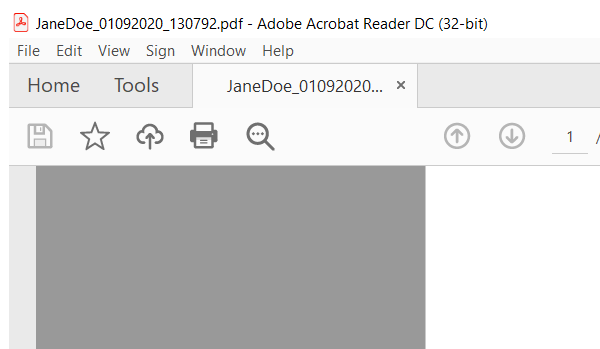 JaneDoe_01092020_130792.pdf - Adobe Acrobat Reader DC (32-bit)
File Edit View Sign Window Help
Home Tools JaneDoe_01092020... ×
1 /